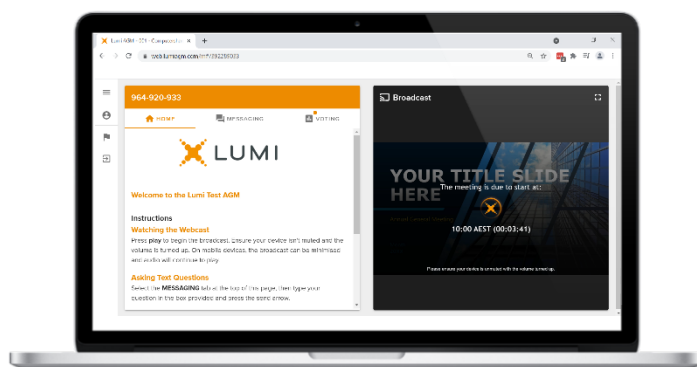 964-920-933
HOME
MESSAGING
VOTING
LUMI
Welcome to the Lumi Test AGM
Instructions
Watching the Webcast
Press play to begin the broadcast. Ensure your device isn't muted and the
volume is turned up. On mobile devices, the broadcast can be minimised
and audio will continue to play
Asking Text Questions
Select the MESSAGING tab at the top of this page, then type your
question in the box provided and press the send arrow.
Broadcast
YOUR TITLE SLIDE
HERE
The meeting is due to start at:
10:00 AEST (00:03:41)
Please ensure your device is unmuted with the volume turned up.